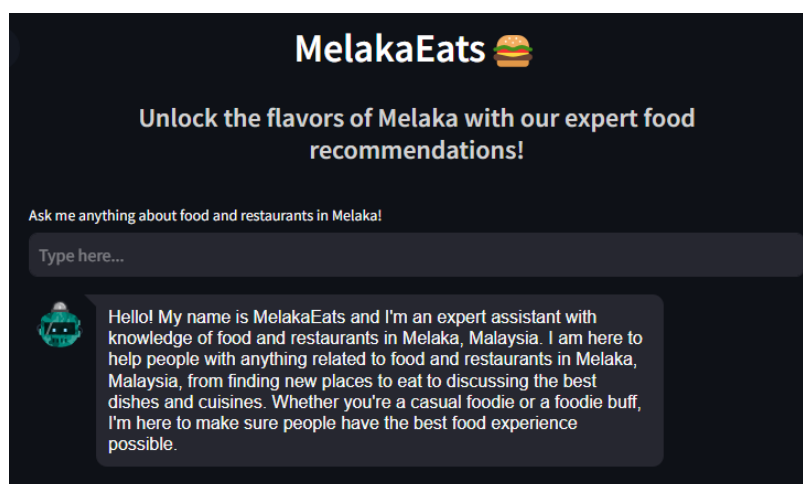 MelakaEats 🍔
Unlock the flavors of Melaka with our expert food
recommendations!
Ask me anything about food and restaurants in Melaka!
Type here...
Hello! My name is MelakaEats and I'm an expert assistant with
knowledge of food and restaurants in Melaka, Malaysia. I am here to
help people with anything related to food and restaurants in Melaka,
Malaysia, from finding new places to eat to discussing the best
dishes and cuisines. Whether you're a casual foodie or a foodie buff,
I'm here to make sure people have the best food experience
possible.